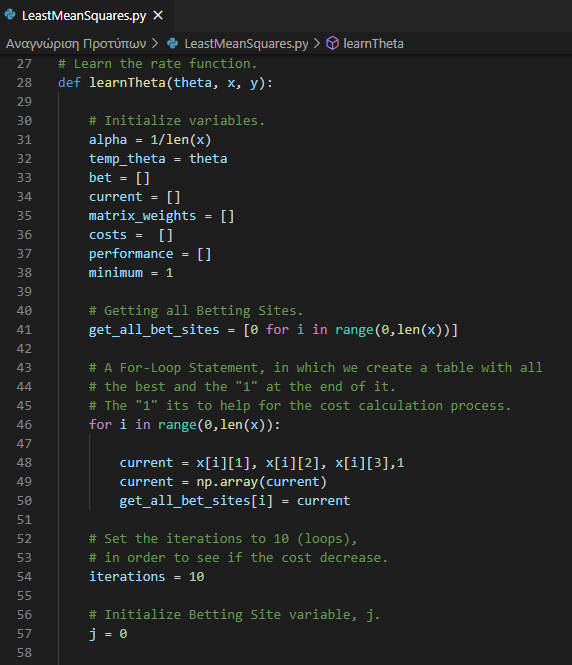 LeastMeanSquares.py
Αναγνώριση Προτύπων > LeastMeanSquares.py > learnTheta
27 # Learn the rate function.
28 def learnTheta(theta, x, y):
29
30 # Initialize variables.
31 alpha = 1/len(x)
32 temp_theta = theta
33 bet = []
34 current = []
35 matrix_weights = []
36 costs =  []
37 performance = []
38 minimum = 1
39
40 # Getting all Betting Sites.
41 get_all_bet_sites = [0 for i in range(0,len(x))]
42
43 # A For-Loop Statement, in which we create a table with all
44 # the best and the "1" at the end of it.
45 # The "1" its to help for the cost calculation process.
46 for i in range(0,len(x)):
47
48 current = x[i][1], x[i][2], x[i][3],1
49 current = np.array(current)
50 get_all_bet_sites[i] = current
51
52 # Set the iterations to 10 (loops),
53 # in order to see if the cost decrease.
54 iterations = 10
55
56 # Initialize Betting Site variable, j.
57 j = 0
58